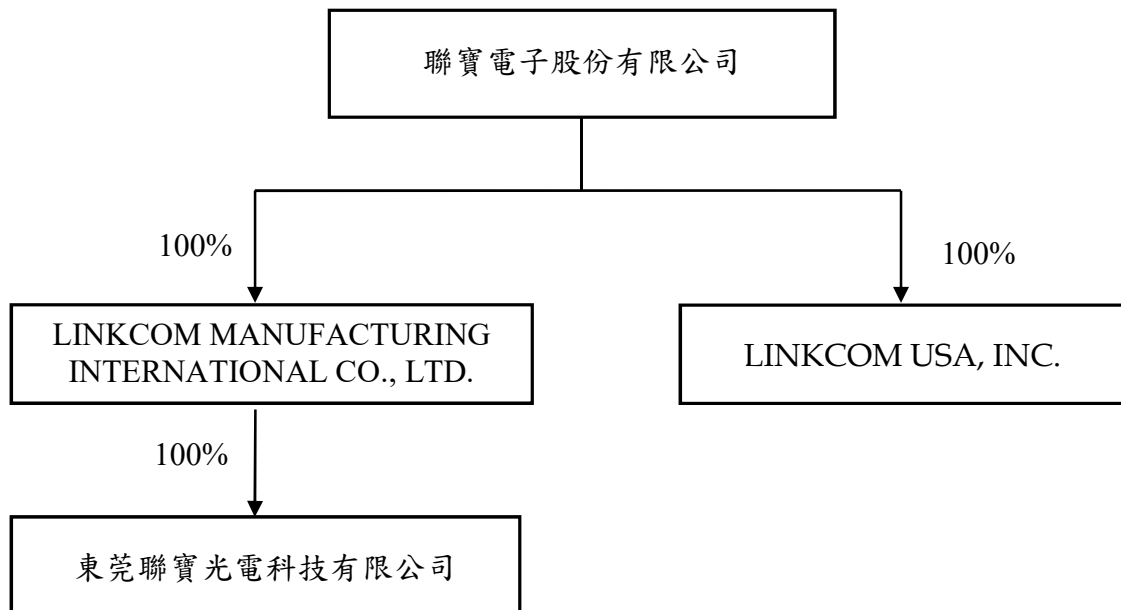 聯寶電子股份有限公司
100%
100%
LINKCOM MANUFACTURING
INTERNATIONAL CO., LTD.
LINKCOM USA, INC.
100%
東莞聯寶光電科技有限公司